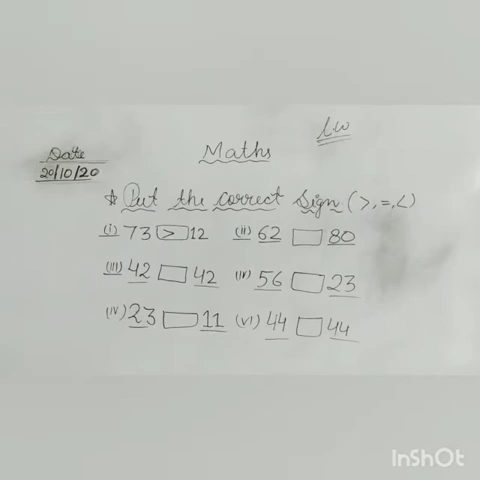 C.W
Date
20/10/20
Maths
* Put the correct Sign (>,=,<)
(i) 73 > 12 (ii) 62 80
(iii) 42 42 (iv) 56 23
(iv) 23 11 (vi) 44 44
InShOt